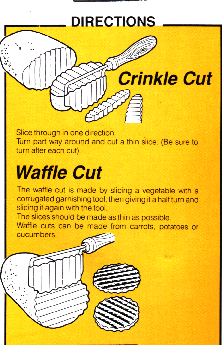 DIRECTIONS
Crinkle Cut
Slice through in one direction.
Turn part way around and cut a thin slice. (Be sure to
turn after each cut).
Waffle Cut
The waffle cut is made by slicing a vegetable with a
corrugated garnishing tool, then giving it a half turn and
slicing it again with the tool.
The slices should be made as thin as possible.
Waffle cuts can be made from carrots, potatoes or
cucumbers.